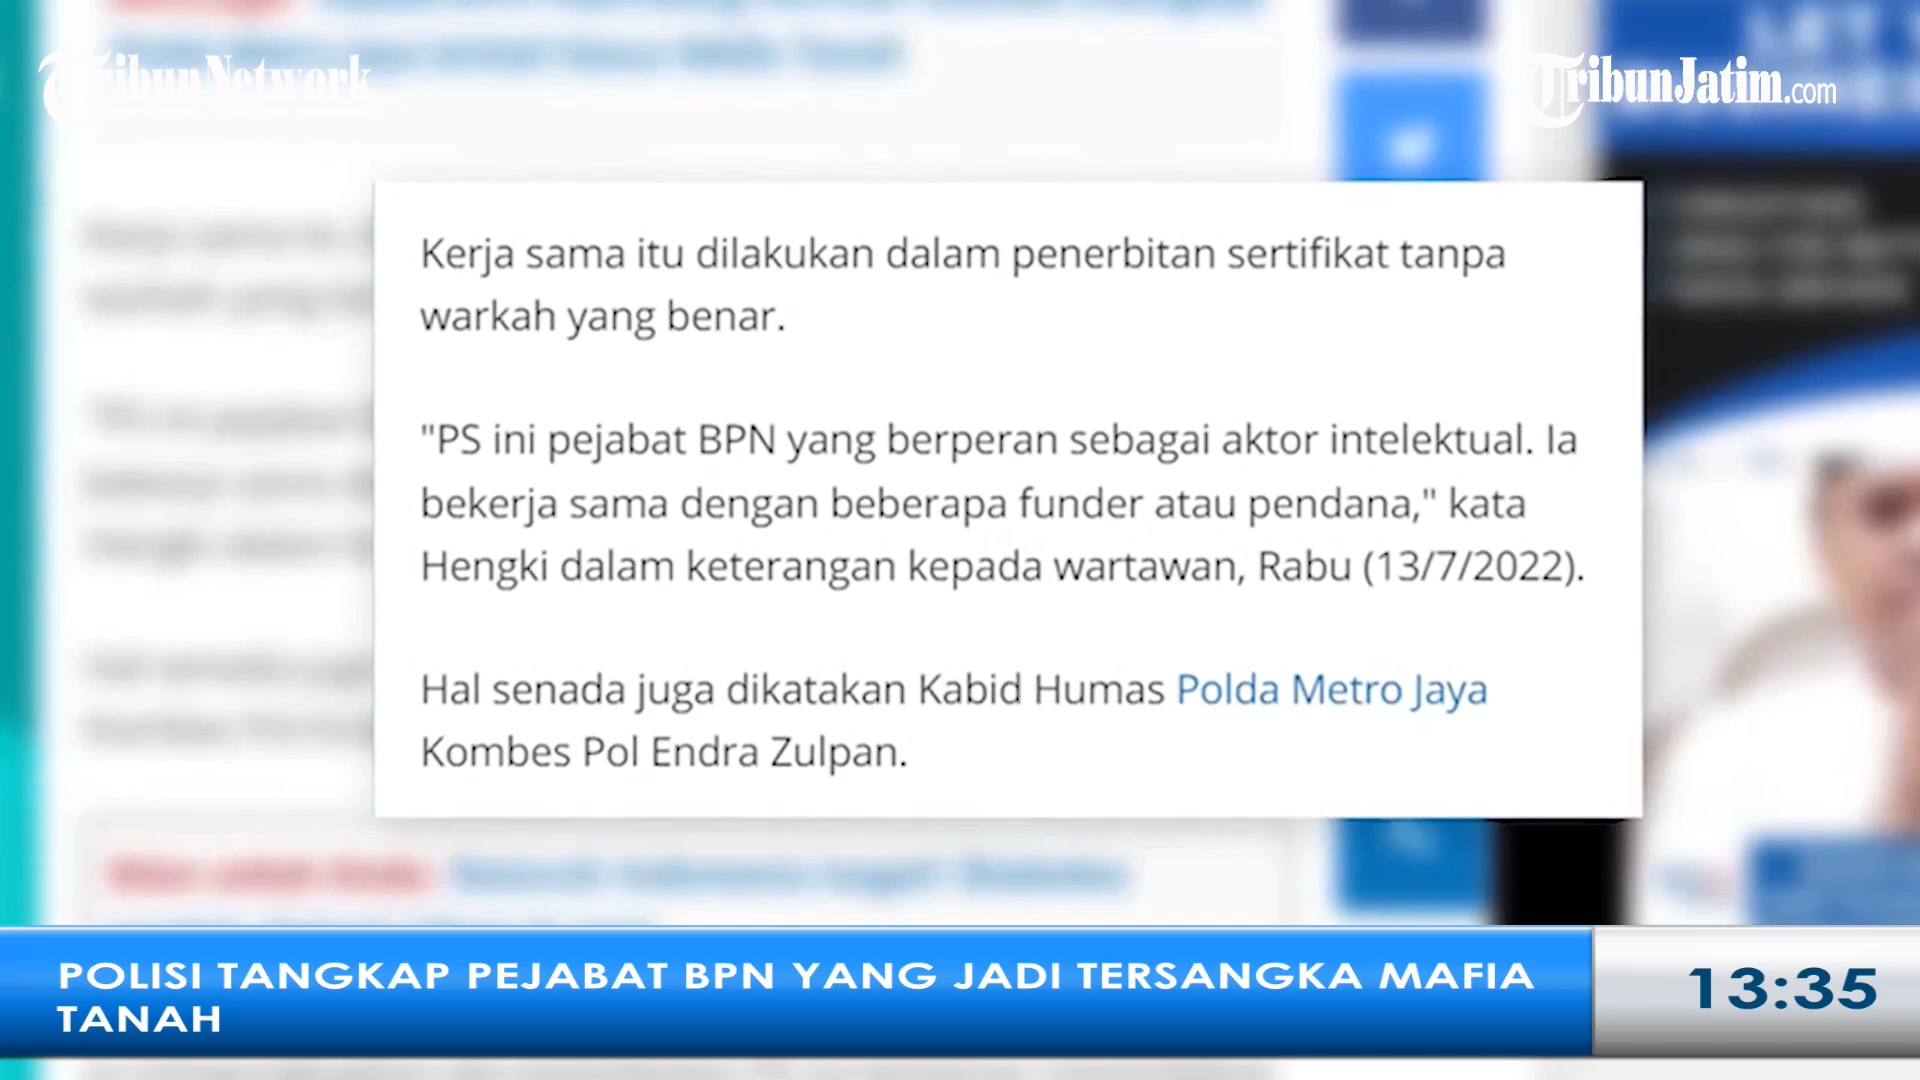 TribunNetwork
TribunJatim.com
Kerja sama itu dilakukan dalam penerbitan sertifikat tanpa
warkah yang benar.
"PS ini pejabat BPN yang berperan sebagai aktor intelektual. Ia
bekerja sama dengan beberapa funder atau pendana," kata
Hengki dalam keterangan kepada wartawan, Rabu (13/7/2022).
Hal senada juga dikatakan Kabid Humas Polda Metro Jaya
Kombes Pol Endra Zulpan.
POLISI TANGKAP PEJABAT BPN YANG JADI TERSANGKA MAFIA
TANAH
13:35